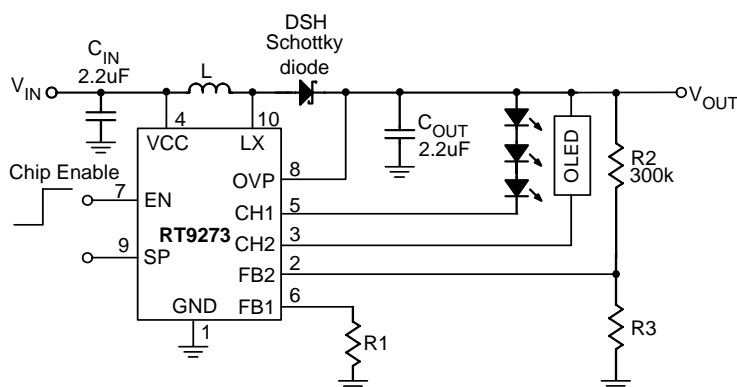 DSH
Schottky
diode
C_IN
2.2uF
V_IN
L
V_OUT
4
10
VCC
LX
C_OUT
2.2uF
OLED
R2
300k
Chip Enable
7
EN
OVP
8
CH1
5
RT9273
9
SP
CH2
3
FB2
2
GND
FB1
6
1
R1
R3